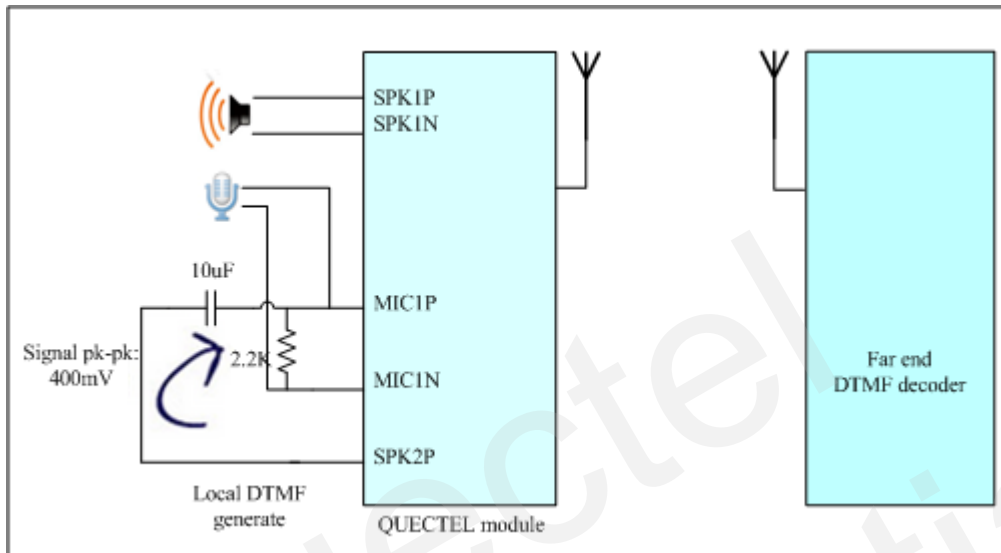 SPK1P
SPK1N
10uF
MIC1P
Signal pk-pk:
400mV
2.2K
MIC1N
SPK2P
Local DTMF
generate
QUECTEL module
Far end
DTMF decoder